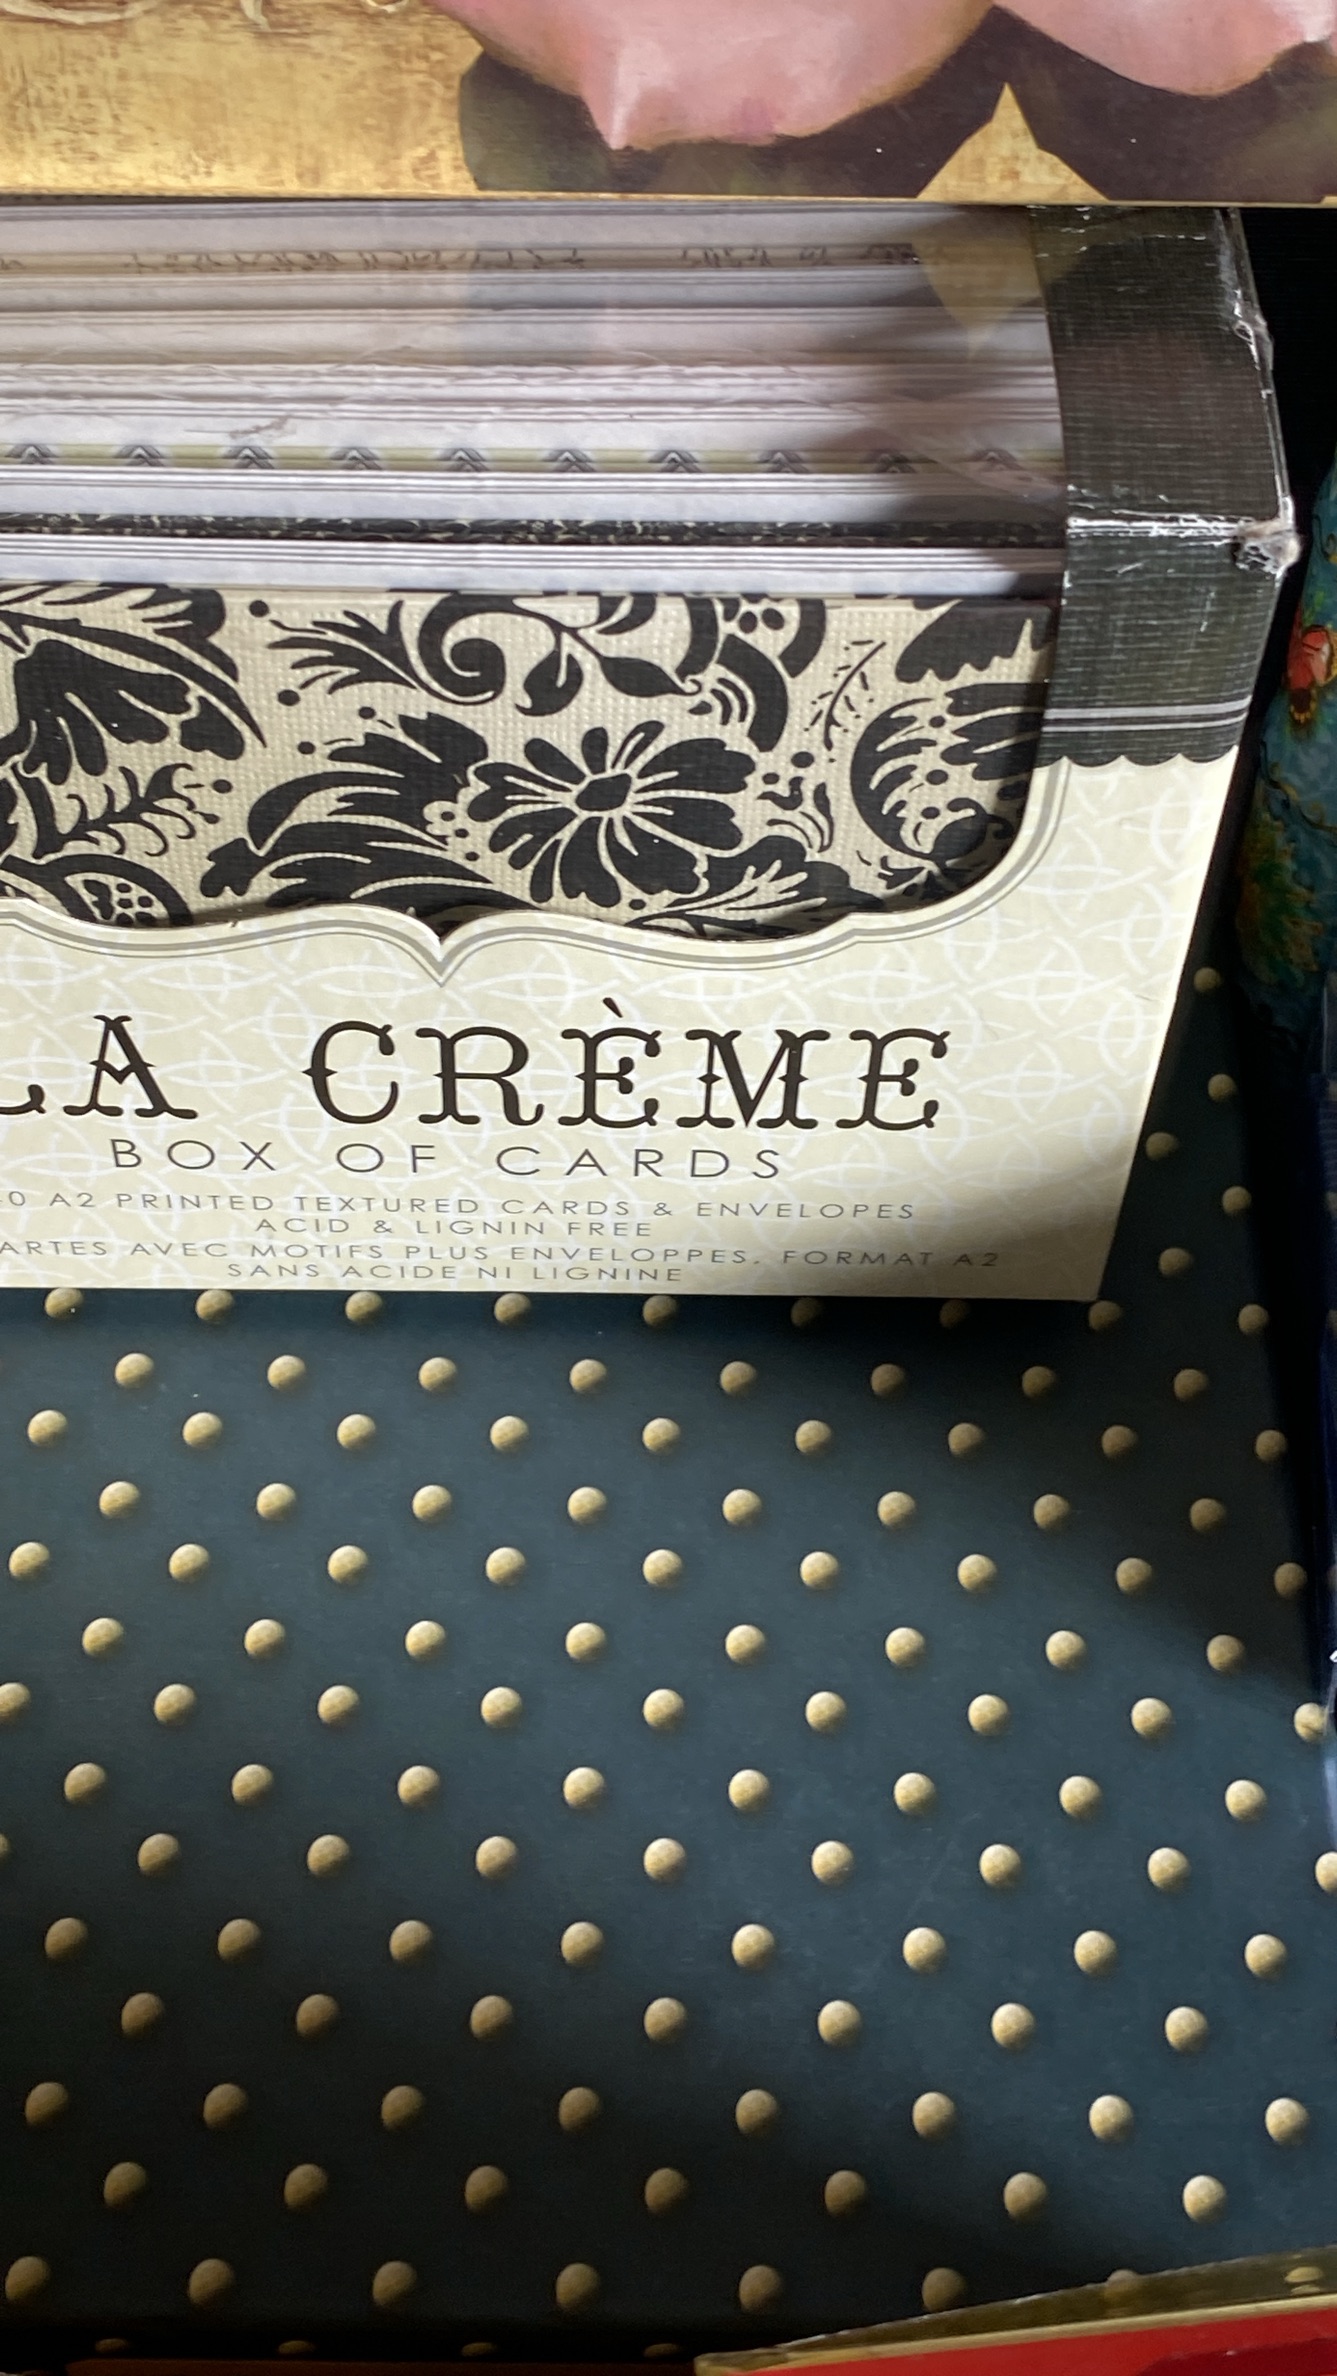 LA CRÈME
BOX OF CARDS
0 A2 PRINTED TEXTURED CARDS & ENVELOPES
ACID & LIGNIN FREE
ARTES AVEC MOTIFS PLUS ENVELOPPES. FORMAT A2
SANS ACIDE NI LIGNINE